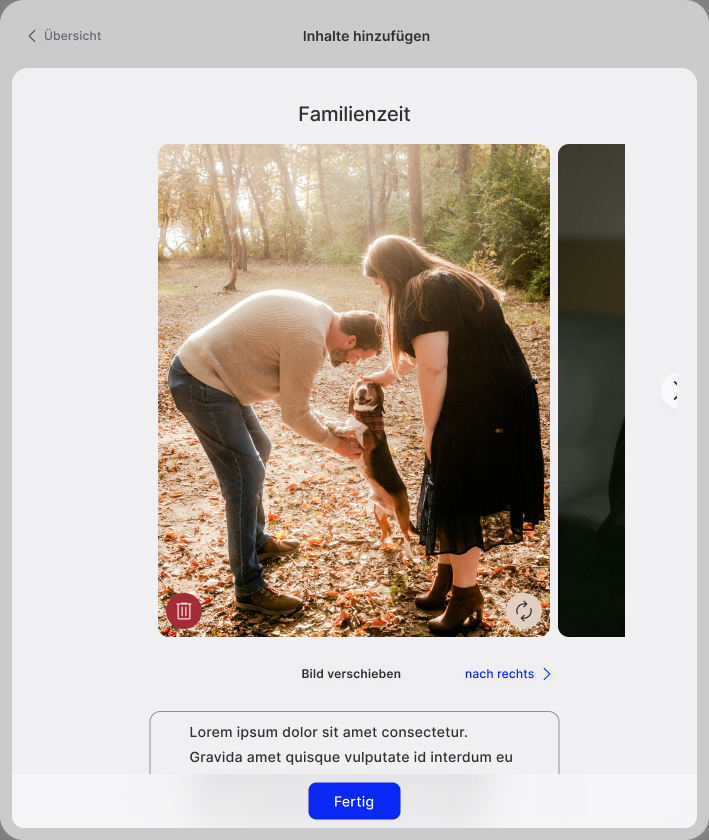 Übersicht
Inhalte hinzufügen
Familienzeit
Bild verschieben
nach rechts
Lorem ipsum dolor sit amet consectetur.
Gravida amet quisque vulputate id interdum eu
Fertig